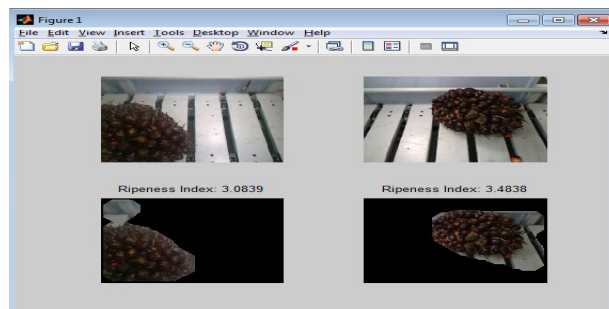 Figure 1
File Edit View Insert Tools Desktop Window Help
Ripeness Index: 3.0839 Ripeness Index: 3.4838